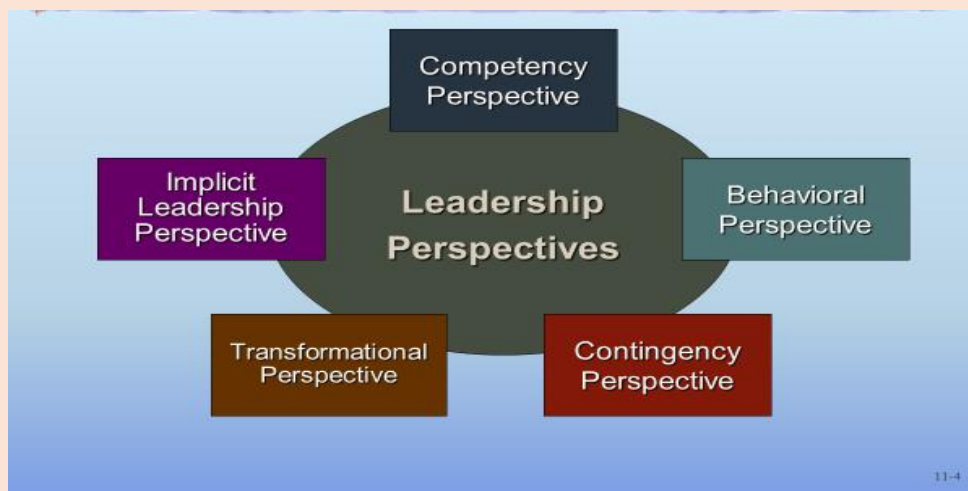 Competency
Perspective
Implicit
Leadership
Perspective
Leadership
Perspectives
Behavioral
Perspective
Transformational
Perspective
Contingency
Perspective
11-4